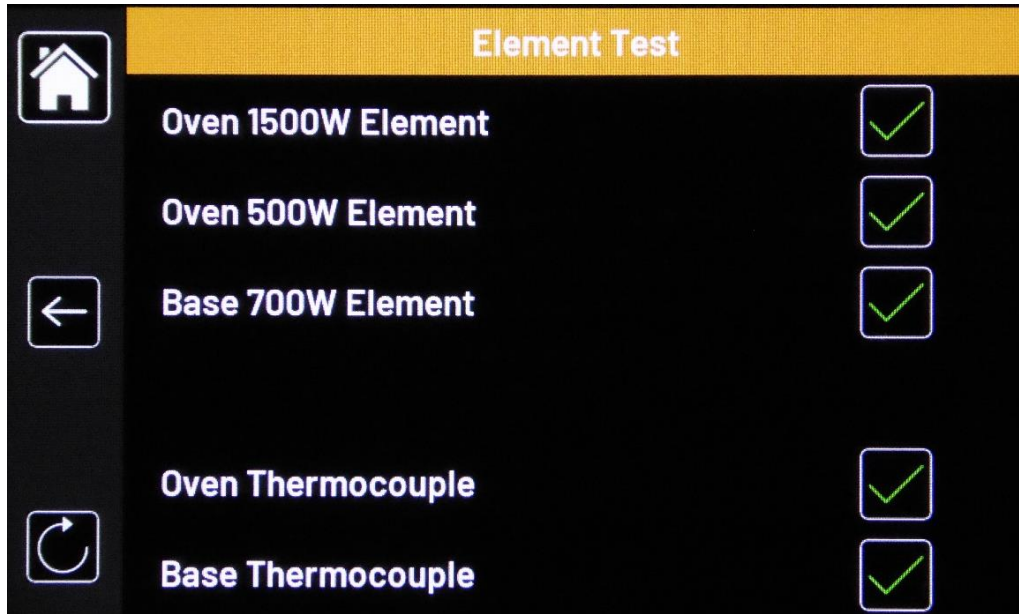 Element Test
Oven 1500W Element
Oven 500W Element
Base 700W Element
Oven Thermocouple
Base Thermocouple